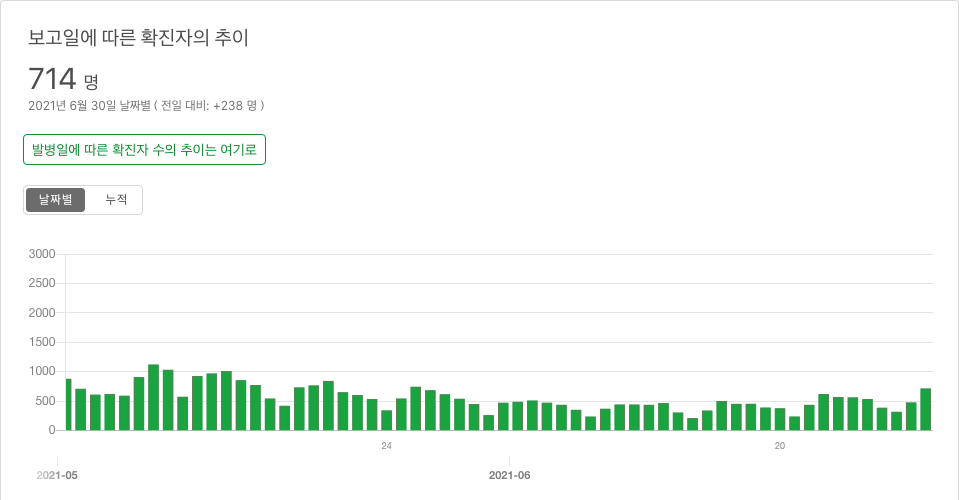 보고일에 따른 확진자의 추이
714 명
2021년 6월 30일 날짜별 ( 전일 대비: +238 명 )
발병일에 따른 확진자 수의 추이는 여기로
날짜별 누적
3000
2500
2000
1500
1000
500
0
24 20
2021-05 2021-06